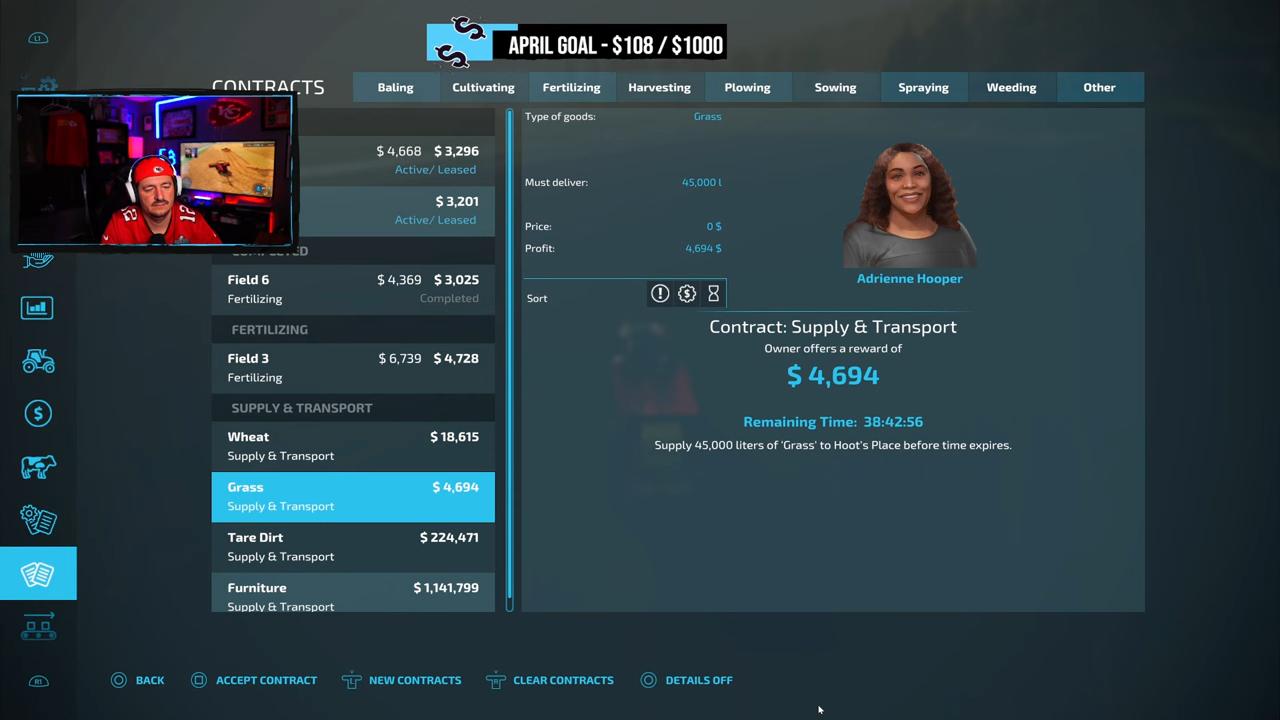 APRIL GOAL - $108 / $1000
L1
CONTRACTS
Baling
Cultivating
Fertilizing
Harvesting
Plowing
Sowing
Spraying
Weeding
Other
$ 4,668 $ 3,296
Active/ Leased
$ 3,201
Active/ Leased
COMPLETED
Field 6 $ 4,369 $ 3,025
Fertilizing Completed
FERTILIZING
Field 3 $ 6,739 $ 4,728
Fertilizing
SUPPLY & TRANSPORT
Wheat $ 18,615
Supply & Transport
Grass $ 4,694
Supply & Transport
Tare Dirt $ 224,471
Supply & Transport
Furniture $ 1,141,799
Supply & Transport
Type of goods: Grass
Must deliver: 45,000 l
Price: 0 $
Profit: 4,694 $
Sort
Adrienne Hooper
Contract: Supply & Transport
Owner offers a reward of
$ 4,694
Remaining Time: 38:42:56
Supply 45,000 liters of 'Grass' to Hoot's Place before time expires.
R1
BACK
ACCEPT CONTRACT
NEW CONTRACTS
CLEAR CONTRACTS
DETAILS OFF